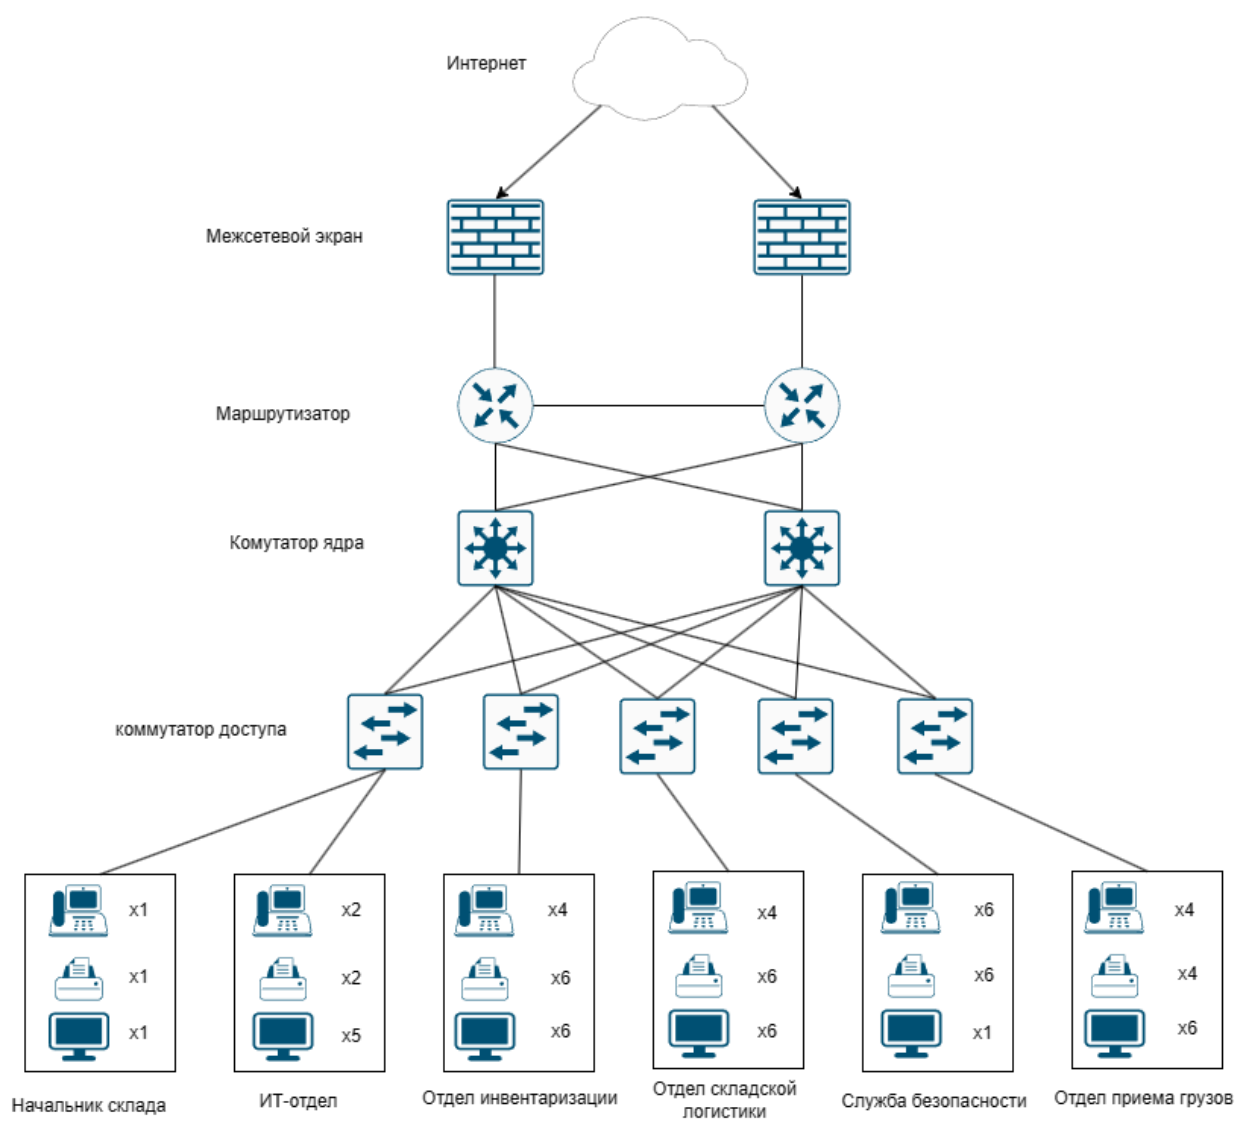 Интернет
Межсетевой экран
Маршрутизатор
Комутатор ядра
коммутатор доступа
x1
x2
x4
x4
x6
x4
x1
x2
x6
x6
x6
x4
x1
x5
x6
x6
x1
x6
Начальник склада
ИТ-отдел
Отдел инвентаризации
Отдел складской
логистики
Служба безопасности
Отдел приема грузов